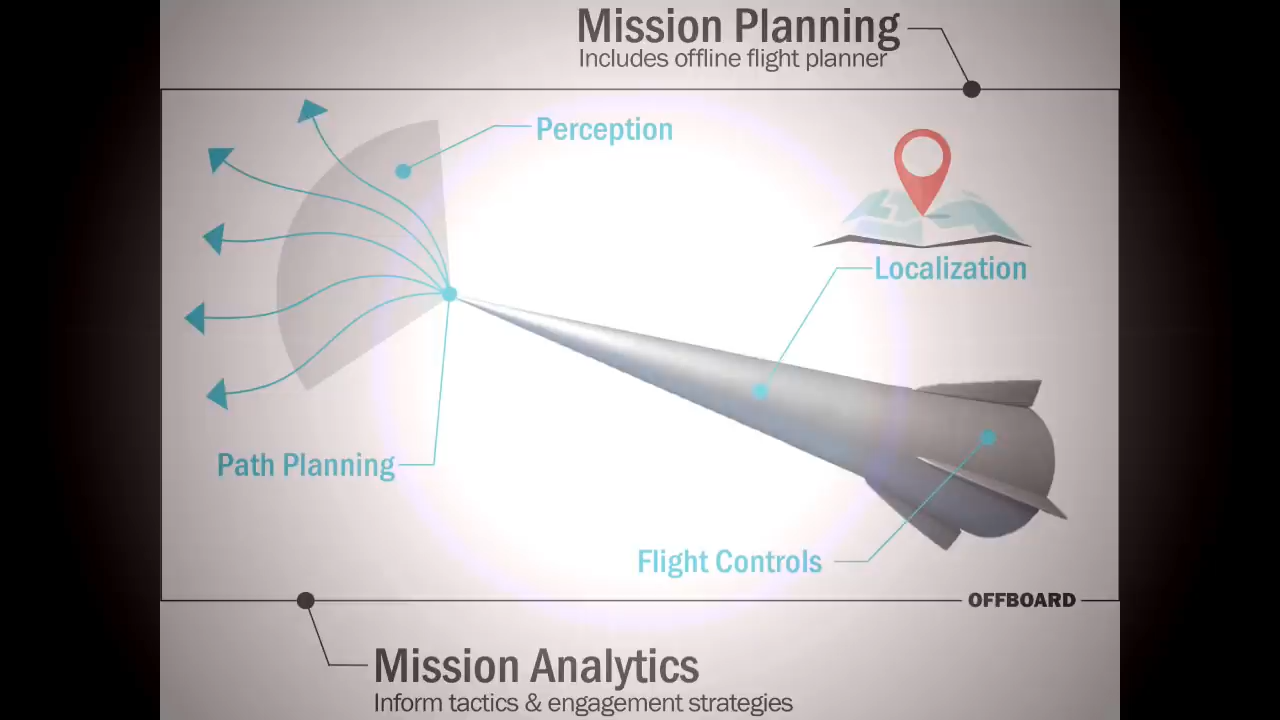 Mission Planning
Includes offline flight planner
Perception
Localization
Path Planning
Flight Controls
OFFBOARD
Mission Analytics
Inform tactics & engagement strategies